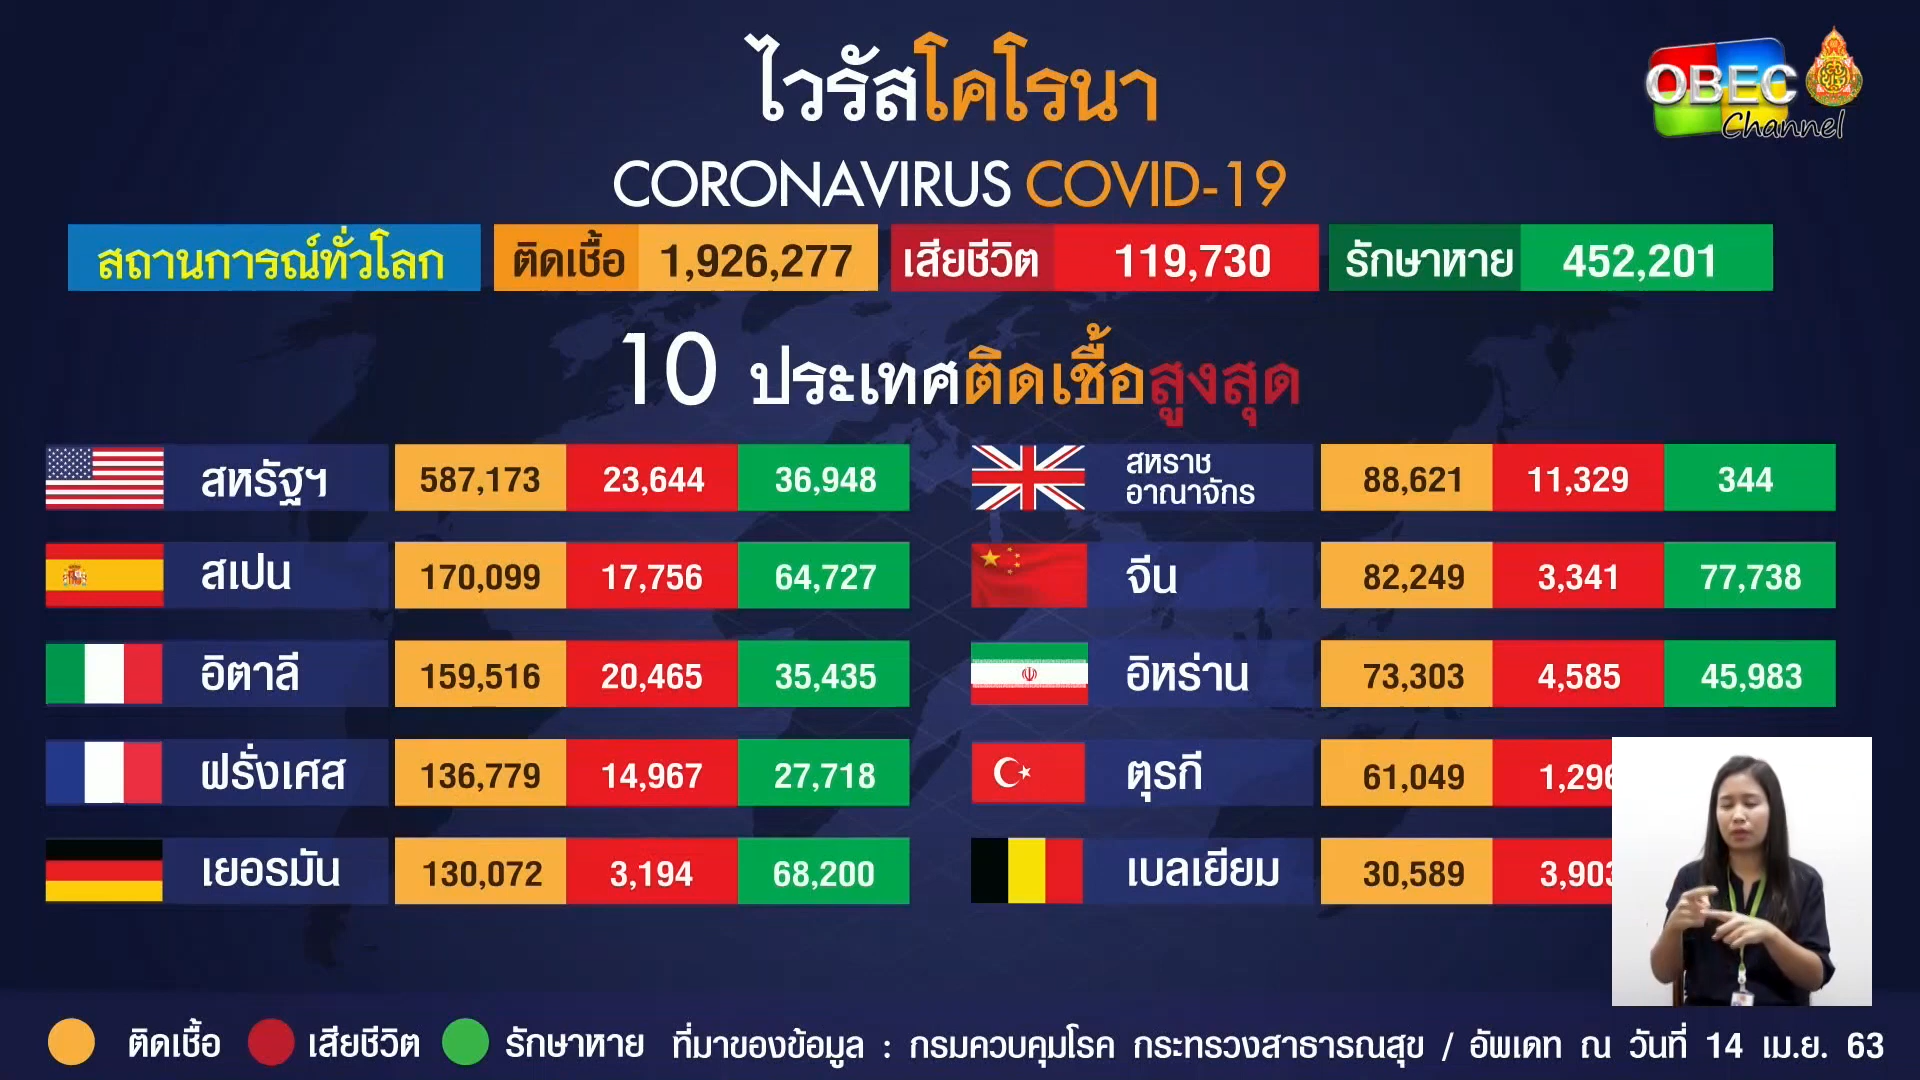 ไวรัสโคโรนา
OBEC
Channel
CORONAVIRUS COVID-19
สถานการณ์ทั่วโลก ติดเชื้อ 1,926,277 เสียชีวิต 119,730 รักษาหาย 452,201
10 ประเทศติดเชื้อสูงสุด
สหรัฐฯ 587,173 23,644 36,948
สเปน 170,099 17,756 64,727
อิตาลี 159,516 20,465 35,435
ฝรั่งเศส 136,779 14,967 27,718
เยอรมัน 130,072 3,194 68,200
สหราช
อาณาจักร 88,621 11,329 344
จีน 82,249 3,341 77,738
อิหร่าน 73,303 4,585 45,983
ตุรกี 61,049 1,296
เบลเยียม 30,589 3,903
ติดเชื้อ เสียชีวิต รักษาหาย ที่มาของข้อมูล : กรมควบคุมโรค กระทรวงสาธารณสุข / อัพเดท ณ วันที่ 14 เม.ย. 63